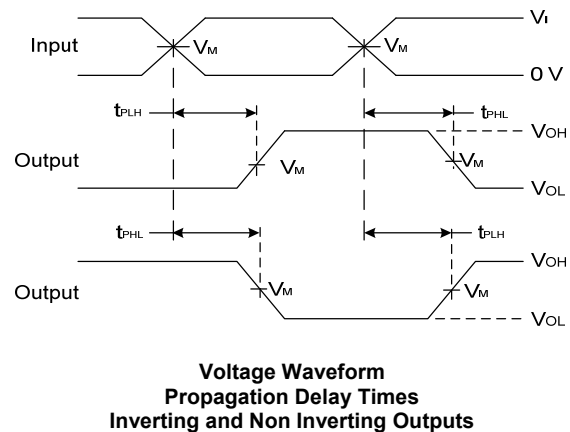 Input
VM
VM
VI
0 V
tPLH
tPHL
Output
VM
VM
VOH
VOL
tPHL
tPLH
Output
VM
VM
VOH
VOL
Voltage Waveform
Propagation Delay Times
Inverting and Non Inverting Outputs